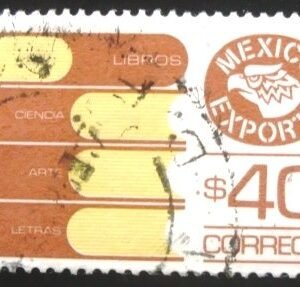 LIBROS
CIENCIA
ARTE
LETRAS
MEXICO
EXPORTA
$40
CORREO